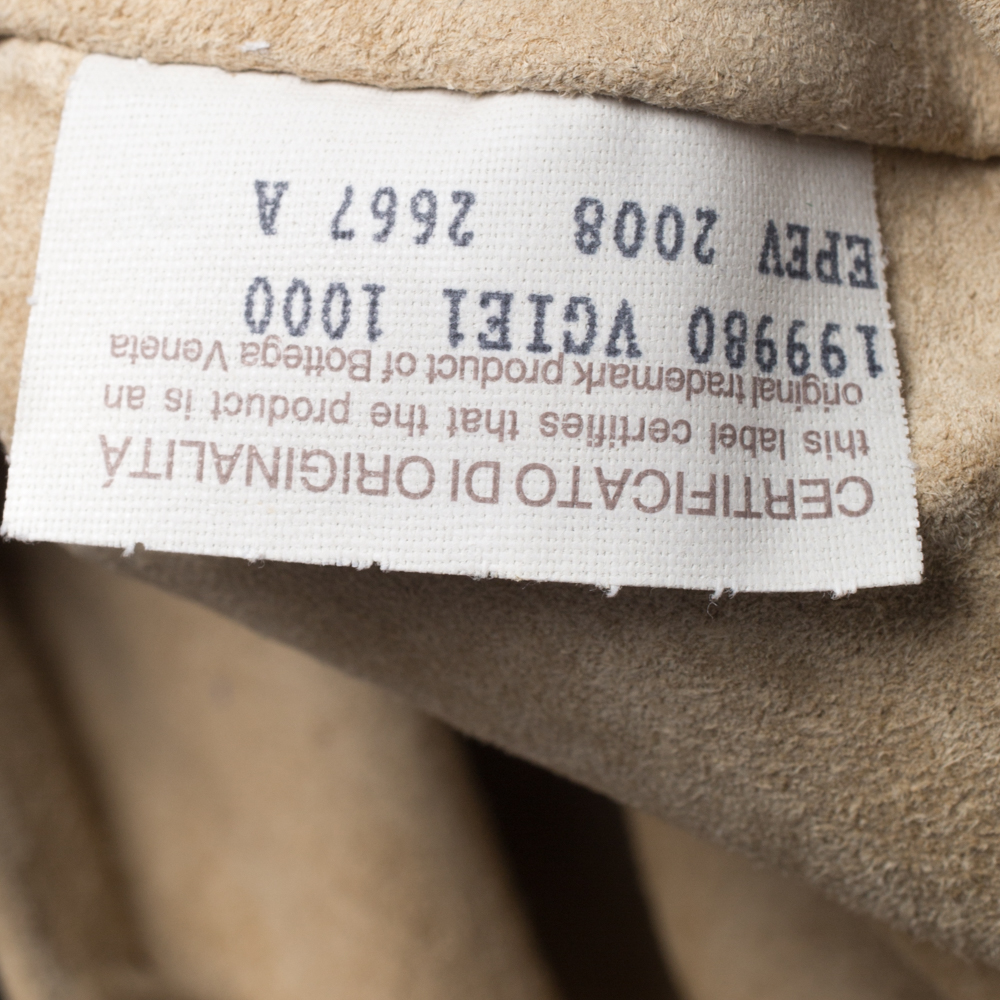 CERTIFICATO DI ORIGINALITÁ
this label certifies that the product is an
original trademark product of Bottega Veneta
199980 VCIE1 1000
EPEV 2008 2667 A